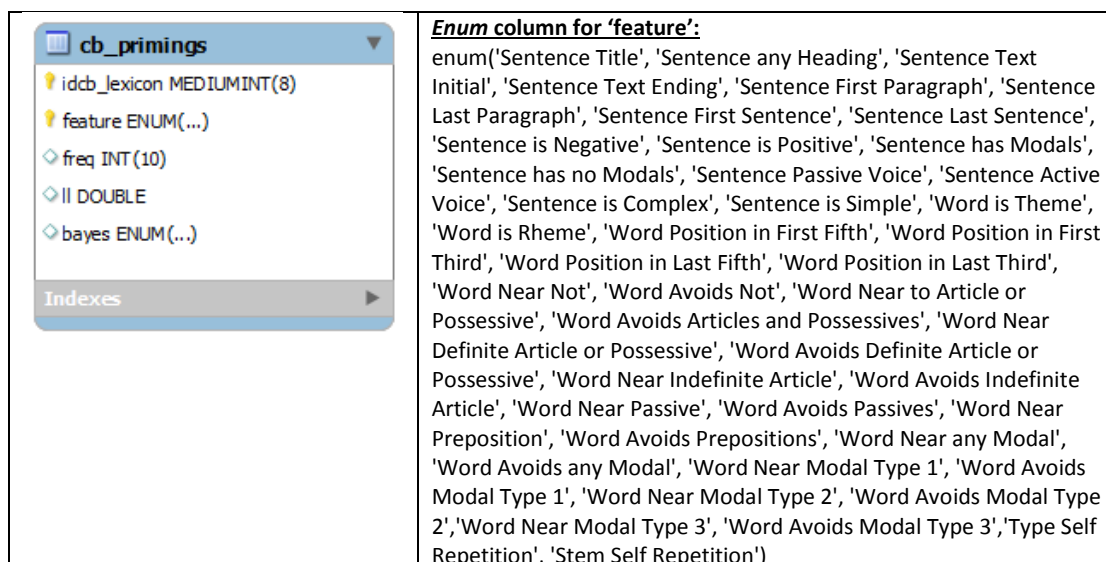 cb_primings
idcb_lexicon MEDIUMINT(8)
feature ENUM(...)
freq INT(10)
ll DOUBLE
bayes ENUM(...)
Indexes
Enum column for ‘feature’:
enum('Sentence Title', 'Sentence any Heading', 'Sentence Text
Initial', 'Sentence Text Ending', 'Sentence First Paragraph', 'Sentence
Last Paragraph', 'Sentence First Sentence', 'Sentence Last Sentence',
'Sentence is Negative', 'Sentence is Positive', 'Sentence has Modals',
'Sentence has no Modals', 'Sentence Passive Voice', 'Sentence Active
Voice', 'Sentence is Complex', 'Sentence is Simple', 'Word is Theme',
'Word is Rheme', 'Word Position in First Fifth', 'Word Position in First
Third', 'Word Position in Last Fifth', 'Word Position in Last Third',
'Word Near Not', 'Word Avoids Not', 'Word Near to Article or
Possessive', 'Word Avoids Articles and Possessives', 'Word Near
Definite Article or Possessive', 'Word Avoids Definite Article or
Possessive', 'Word Near Indefinite Article', 'Word Avoids Indefinite
Article', 'Word Near Passive', 'Word Avoids Passives', 'Word Near
Preposition', 'Word Avoids Prepositions', 'Word Near any Modal',
'Word Avoids any Modal', 'Word Near Modal Type 1', 'Word Avoids
Modal Type 1', 'Word Near Modal Type 2', 'Word Avoids Modal Type
2','Word Near Modal Type 3', 'Word Avoids Modal Type 3','Type Self
Repetition', 'Stem Self Repetition')